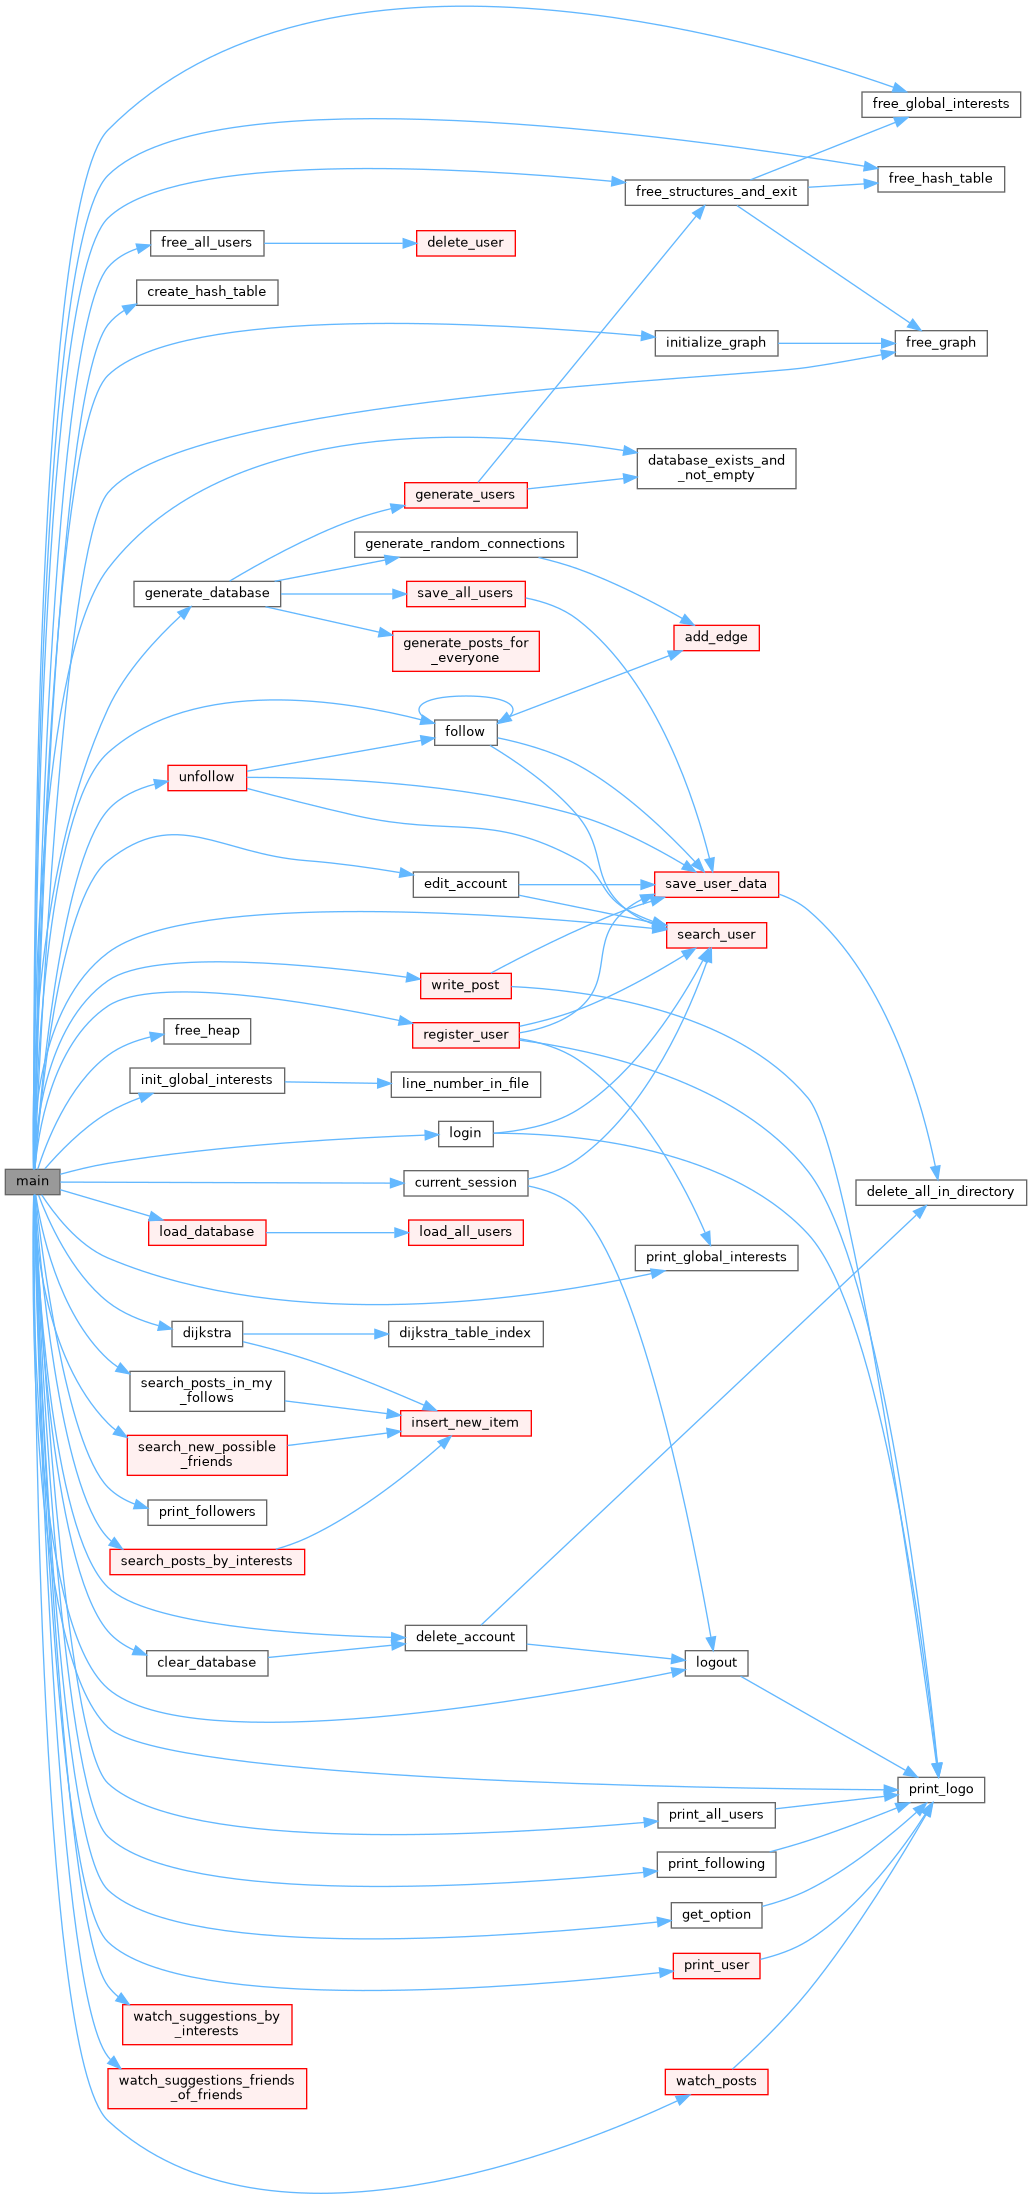 free_global_interests
free_hash_table
free_structures_and_exit
free_all_users
delete_user
create_hash_table
initialize_graph
free_graph
database_exists_and
_not_empty
generate_users
generate_random_connections
generate_database
save_all_users
add_edge
generate_posts_for
_everyone
follow
unfollow
edit_account
save_user_data
search_user
write_post
free_heap
register_user
init_global_interests
line_number_in_file
login
main
current_session
delete_all_in_directory
load_database
load_all_users
print_global_interests
dijkstra
dijkstra_table_index
search_posts_in_my
_follows
insert_new_item
search_new_possible
_friends
print_followers
search_posts_by_interests
delete_account
clear_database
logout
print_logo
print_all_users
print_following
get_option
print_user
watch_suggestions_by
_interests
watch_suggestions_friends
_of_friends
watch_posts